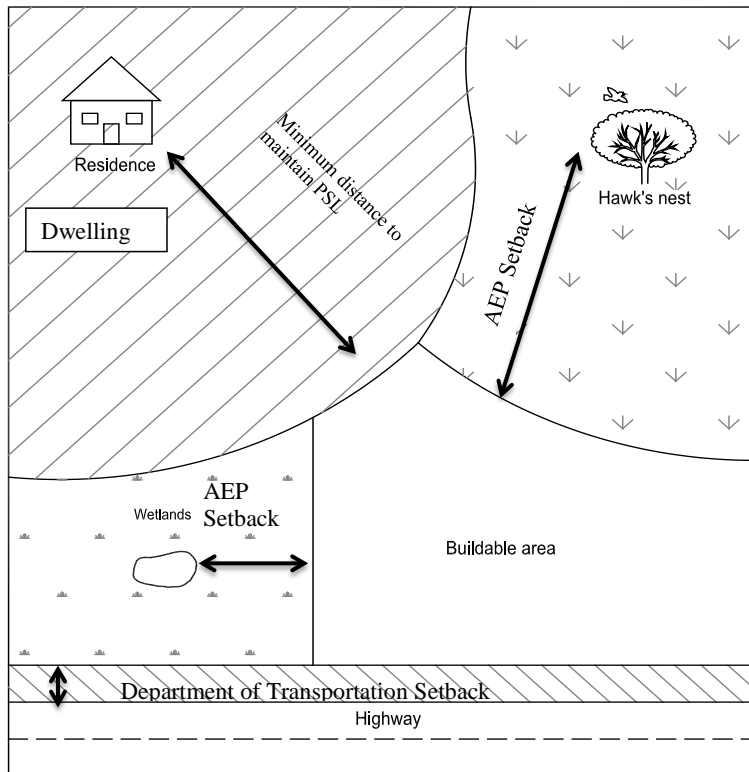 Residence
Dwelling
Minimum distance to
maintain PSL
AEP Setback
Hawk's nest
Wetlands
AEP
Setback
Buildable area
Department of Transportation Setback
Highway